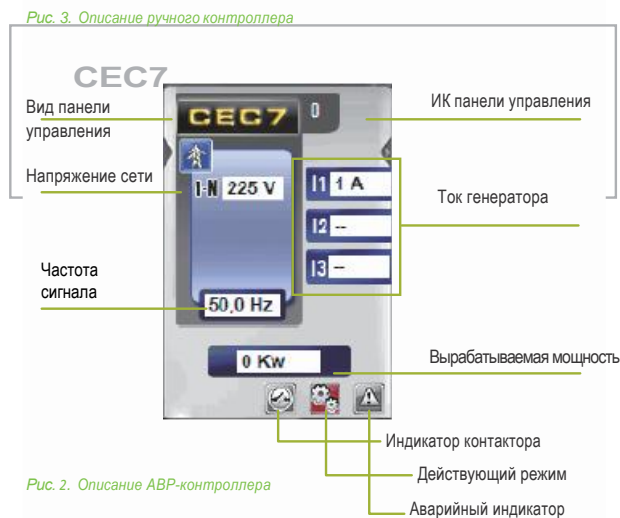 Рис. 3. Описание ручного контроллера
CEC7
Вид панели
управления
CEC7
0
ИК панели управления
Напряжение сети
1-N 225 V
I1 1 A
I2 --
I3 --
Ток генератора
Частота
сигнала
50,0 Hz
0 Kw
Вырабатываемая мощность
Индикатор контактора
Действующий режим
Рис. 2. Описание АВР-контроллера
Аварийный индикатор